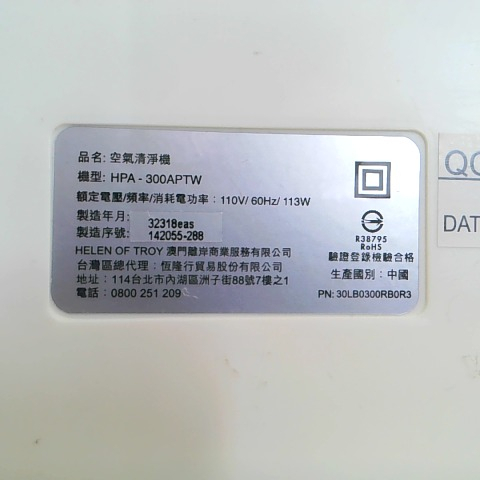 品名: 空氣清淨機
機型: HPA - 300APTW
額定電壓/頻率/消耗電功率: 110V/ 60Hz/ 113W
製造年月: 32318eas
製造序號: 142055-288
HELEN OF TROY 澳門離岸商業服務有限公司
台灣區總代理: 恆隆行貿易股份有限公司
地址: 114台北市內湖區洲子街88號7樓之1
電話: 0800 251 209
R38795
RoHS
驗證登錄檢驗合格
生產國別: 中國
PN: 30LB0300RB0R3
QC
DAT